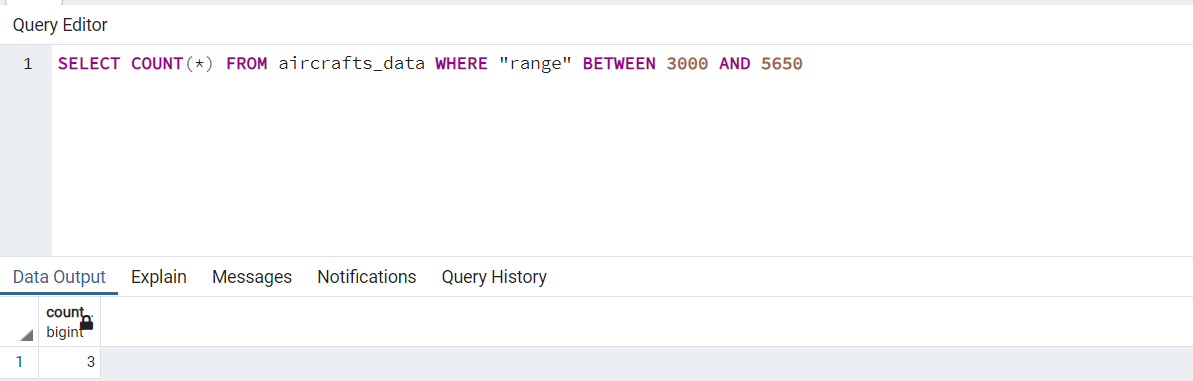 Query Editor
1 SELECT COUNT(*) FROM aircrafts_data WHERE "range" BETWEEN 3000 AND 5650
Data Output Explain Messages Notifications Query History
count
bigint
1 3